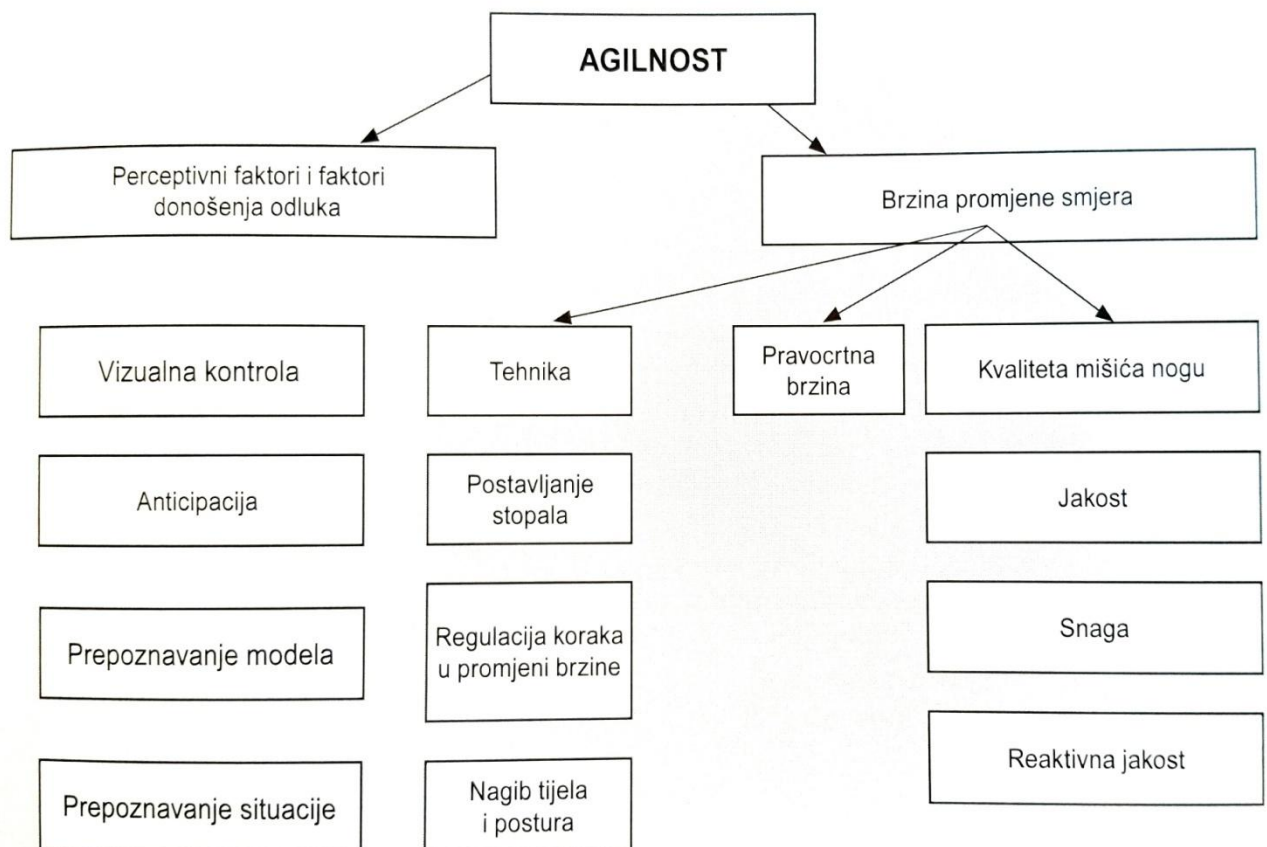 AGILNOST
Perceptivni faktori i faktori
donošenja odluka
Brzina promjene smjera
Vizualna kontrola
Tehnika
Pravocrtna
brzina
Kvaliteta mišića nogu
Anticipacija
Postavljanje
stopala
Jakost
Prepoznavanje modela
Regulacija koraka
u promjeni brzine
Snaga
Prepoznavanje situacije
Nagib tijela
i postura
Reaktivna jakost